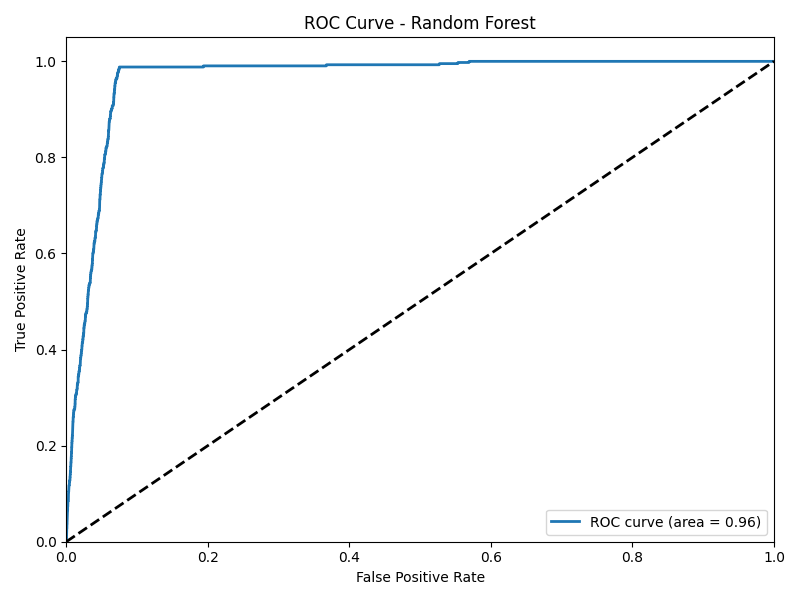 ROC Curve - Random Forest
True Positive Rate
1.0
0.8
0.6
0.4
0.2
0.0
ROC curve (area = 0.96)
0.0 0.2 0.4 0.6 0.8 1.0
False Positive Rate